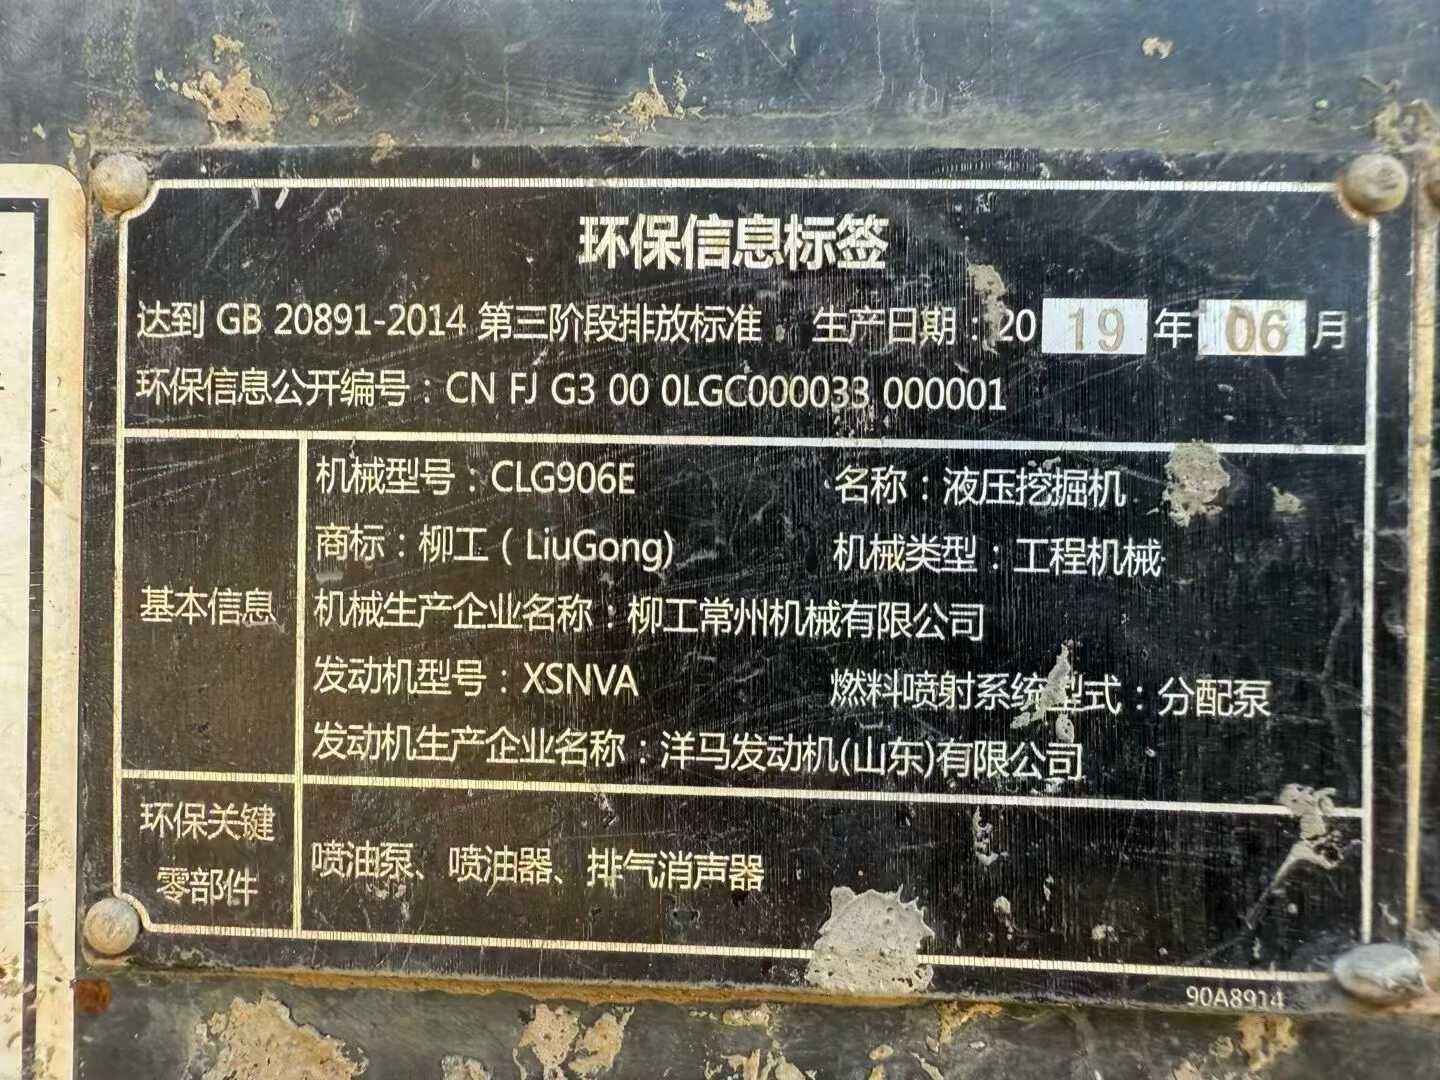 环保信息标签
达到 GB 20891-2014 第三阶段排放标准 生产日期：2019年06月
环保信息公开编号：CN FJ G3 00 0LGC000033 000001
基本信息
机械型号：CLG906E 名称：液压挖掘机
商标：柳工（LiuGong) 机械类型：工程机械
机械生产企业名称：柳工常州机械有限公司
发动机型号：XSNVA 燃料喷射系统型式：分配泵
发动机生产企业名称：洋马发动机(山东)有限公司
环保关键
零部件
喷油泵、喷油器、排气消声器
90A8914